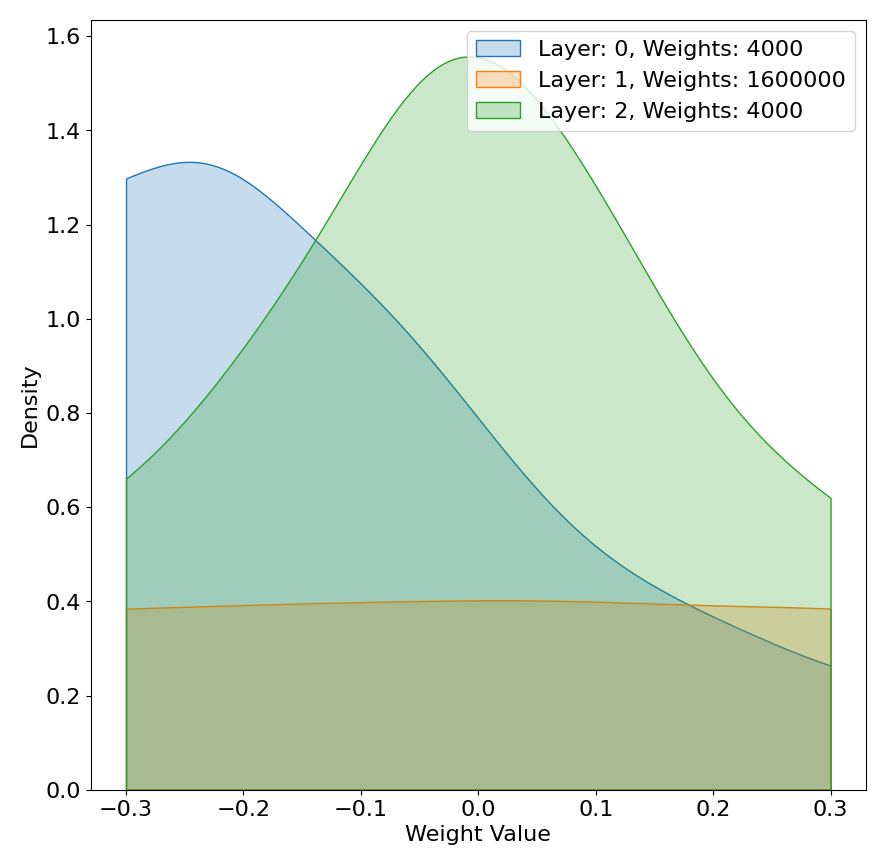 Layer: 0, Weights: 4000
Layer: 1, Weights: 1600000
Layer: 2, Weights: 4000
1.6
1.4
1.2
1.0
0.8
0.6
0.4
0.2
0.0
Density
−0.3 −0.2 −0.1 0.0 0.1 0.2 0.3
Weight Value